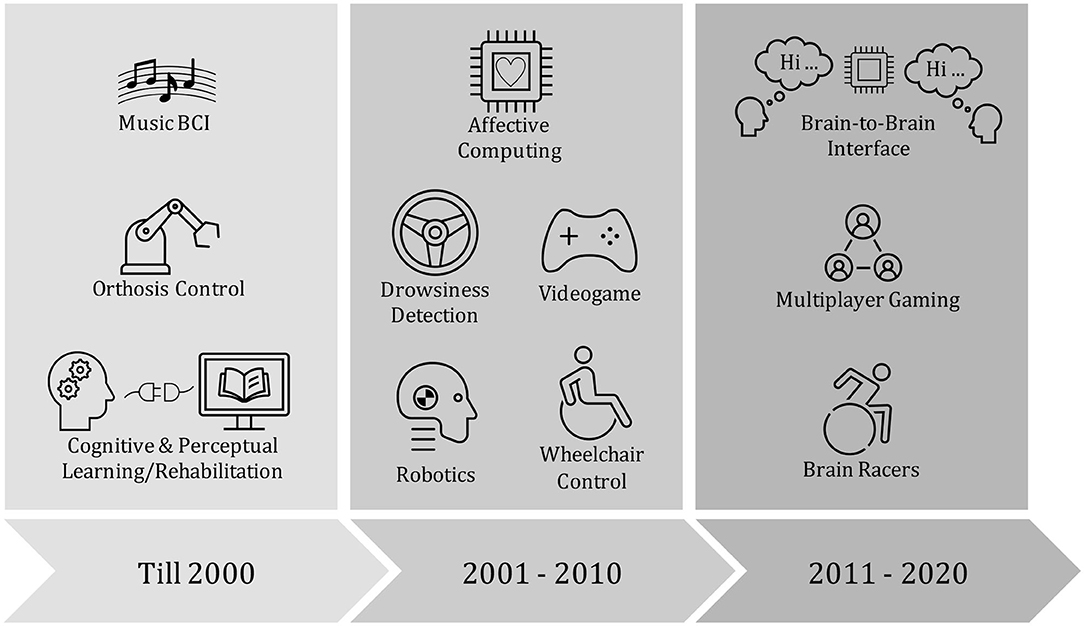 Music BCI
Orthosis Control
Cognitive & Perceptual
Learning/Rehabilitation
Affective
Computing
Drowsiness
Detection
Videogame
Robotics
Wheelchair
Control
Hi ...
Hi ...
Brain-to-Brain
Interface
Multiplayer Gaming
Brain Racers
Till 2000
2001 - 2010
2011 - 2020